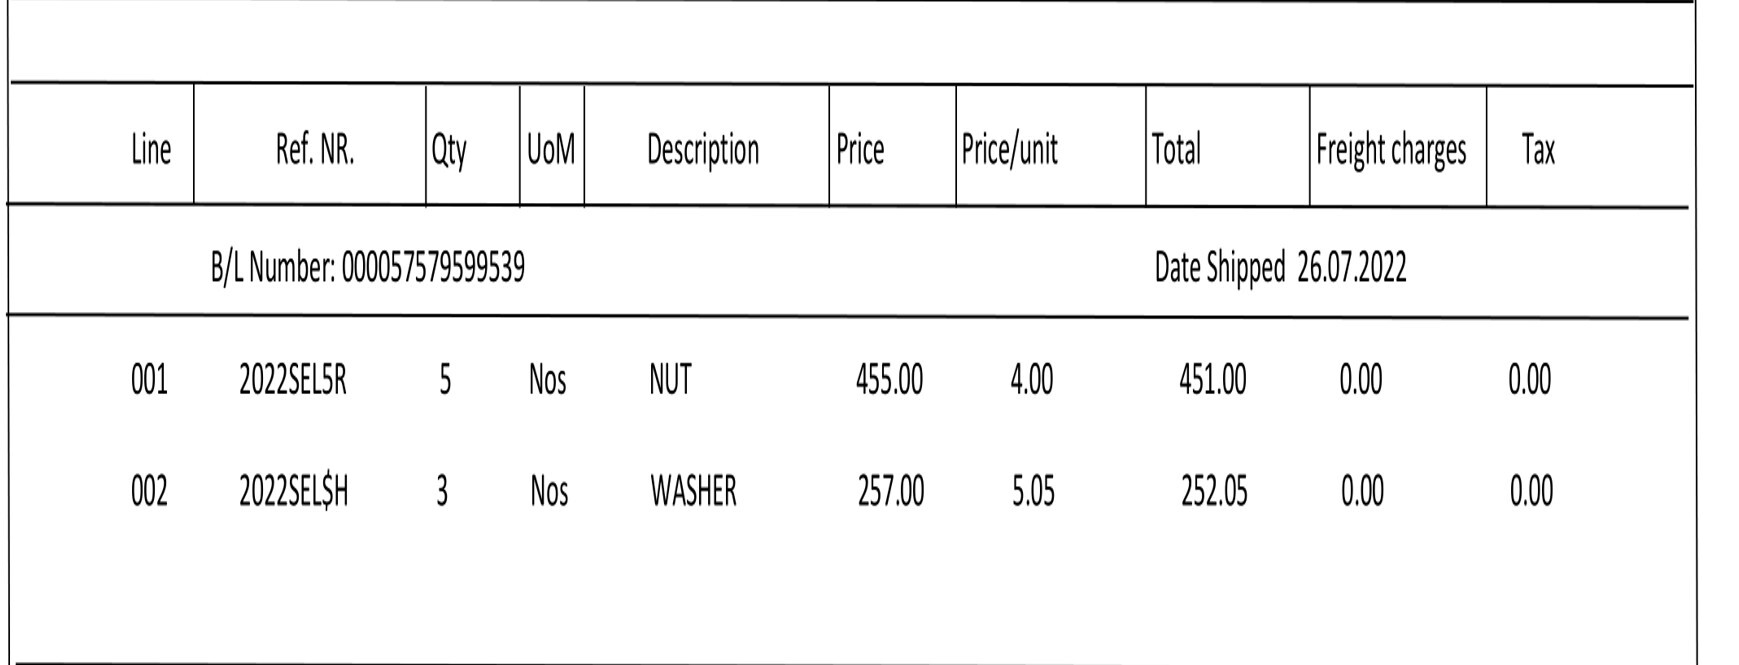 Line Ref. NR. Qty UoM Description Price Price/unit Total Freight charges Tax
B/L Number: 000057579599539 Date Shipped 26.07.2022
001 2022SEL5R 5 Nos NUT 455.00 4.00 451.00 0.00 0.00
002 2022SEL$H 3 Nos WASHER 257.00 5.05 252.05 0.00 0.00